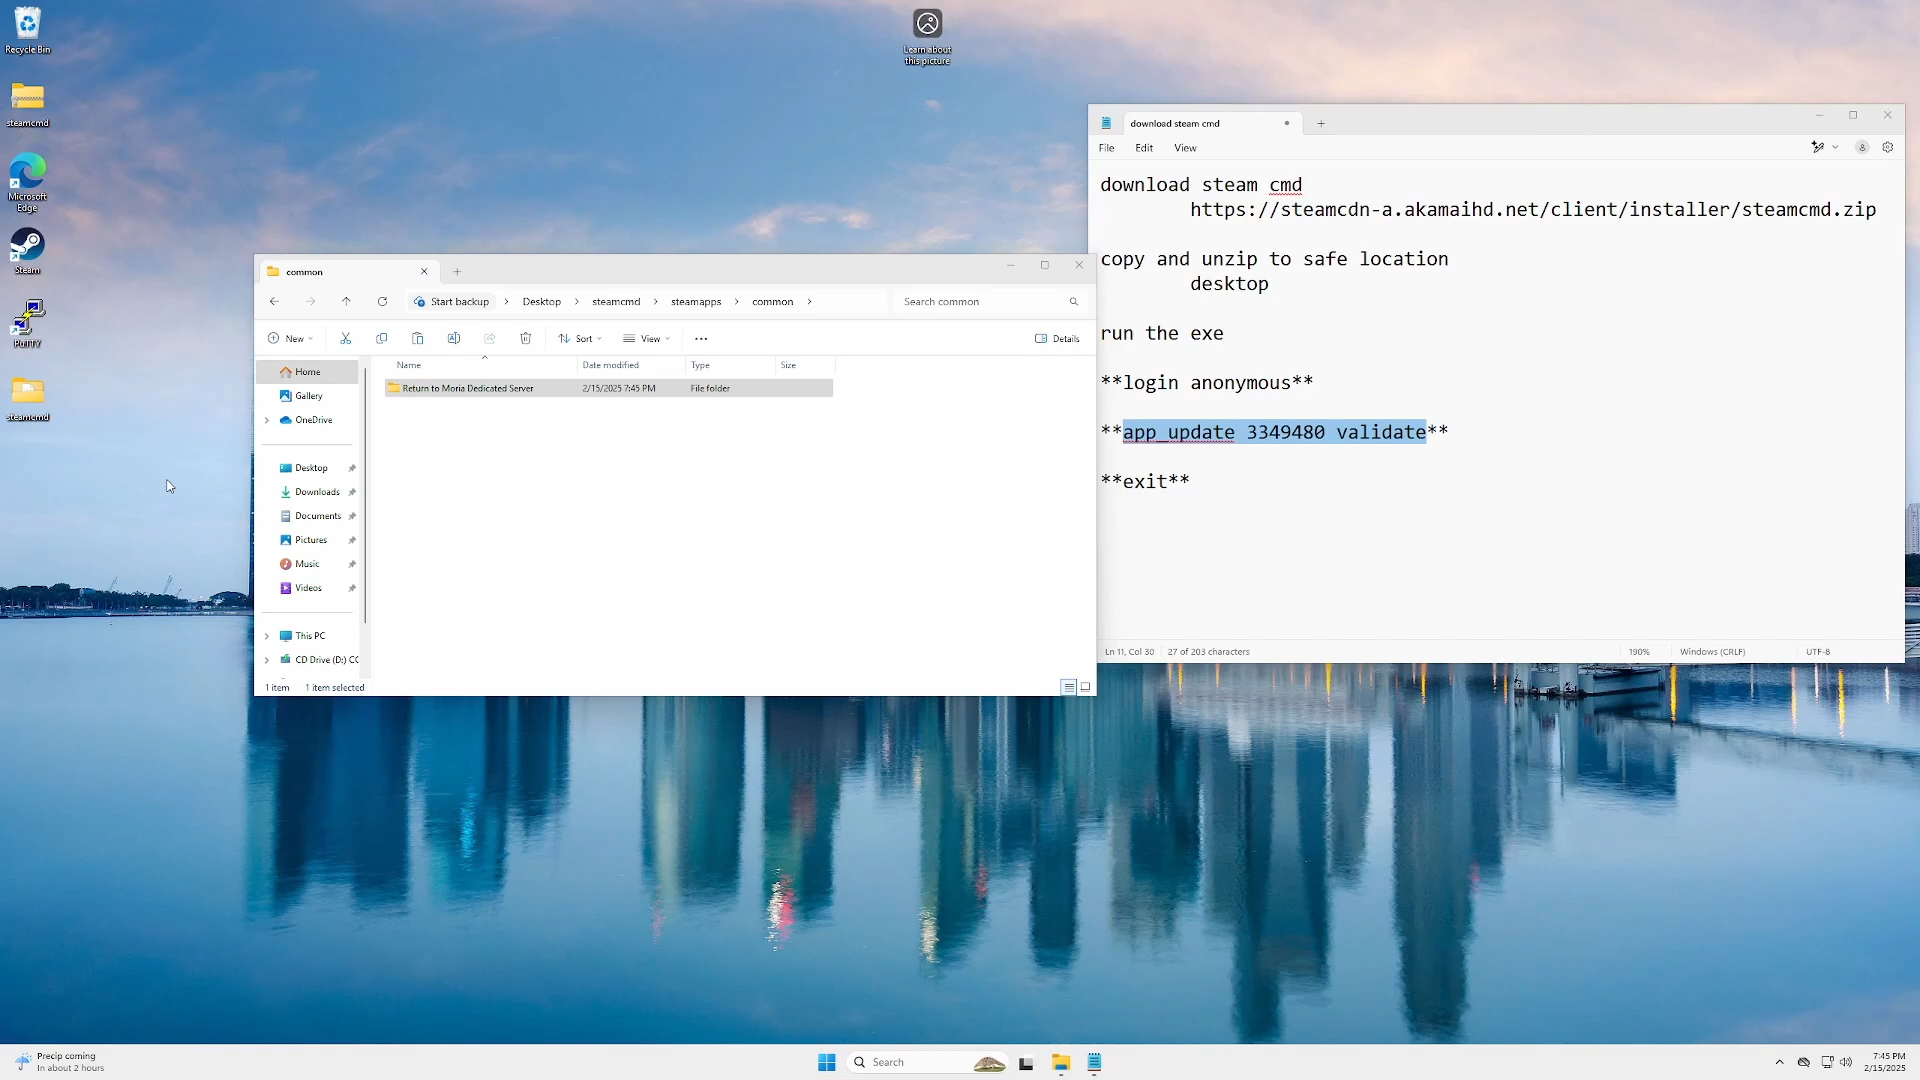 Recycle Bin
steamcmd
Microsoft
Edge
Steam
PuTTY
steamcmd
Learn about
this picture
common
Start backup
Desktop
steamcmd
steamapps
common
Search common
New
Sort
View
Details
Name
Date modified
Type
Size
Return to Moria Dedicated Server
2/15/2025 7:45 PM
File folder
Home
Gallery
OneDrive
Desktop
Downloads
Documents
Pictures
Music
Videos
This PC
CD Drive (D:) CC
1 item
1 item selected
download steam cmd
File
Edit
View
download steam cmd
https://steamcdn-a.akamaihd.net/client/installer/steamcmd.zip
copy and unzip to safe location
desktop
run the exe
**login anonymous**
**app_update 3349480 validate**
**exit**
Ln 11, Col 30
27 of 203 characters
190%
Windows (CRLF)
UTF-8
Precip coming
In about 2 hours
Search
7:45 PM
2/15/2025